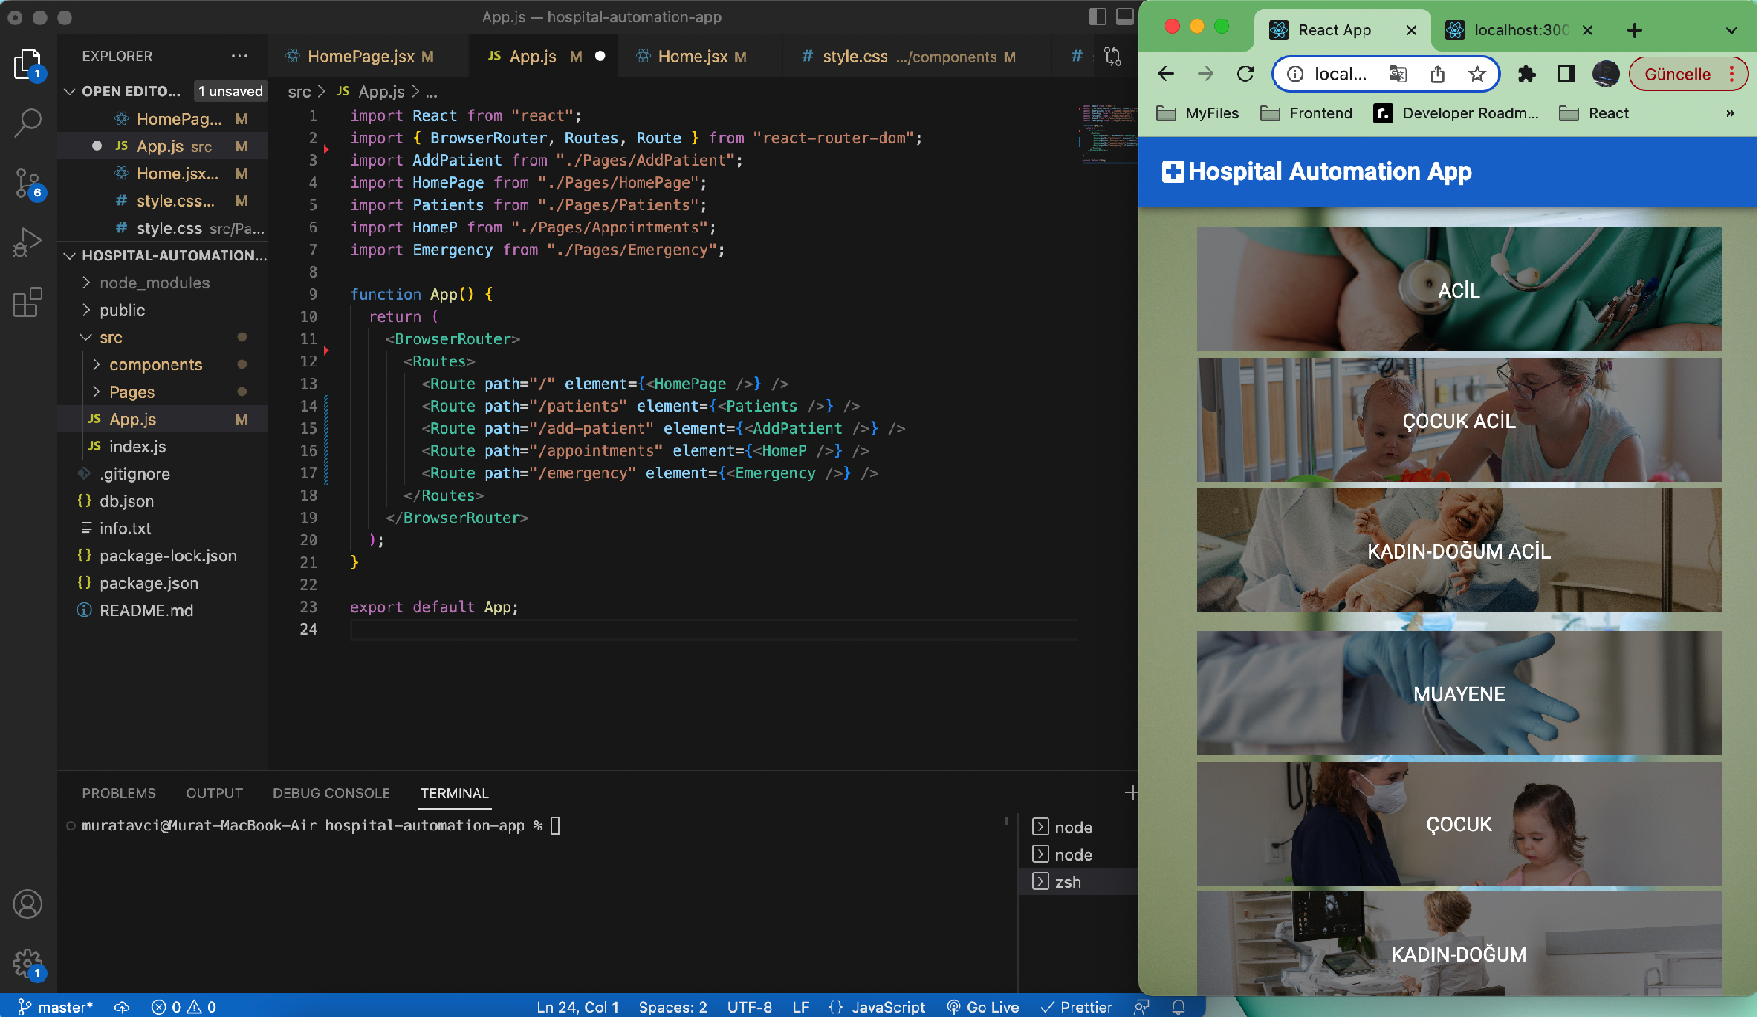 App.js — hospital-automation-app
EXPLORER
OPEN EDITO... 1 unsaved
HomePag... M
App.js src M
Home.jsx... M
style.css... M
style.css src/Pa...
HOSPITAL-AUTOMATION...
node_modules
public
src
components
Pages
JS App.js M
JS index.js
.gitignore
{} db.json
info.txt
{} package-lock.json
{} package.json
README.md
HomePage.jsx M
JS App.js M
Home.jsx M
# style.css .../components M
#
src > JS App.js > ...
1 import React from "react";
2 import { BrowserRouter, Routes, Route } from "react-router-dom";
3 import AddPatient from "./Pages/AddPatient";
4 import HomePage from "./Pages/HomePage";
5 import Patients from "./Pages/Patients";
6 import HomeP from "./Pages/Appointments";
7 import Emergency from "./Pages/Emergency";
8
9 function App() {
10 return (
11 <BrowserRouter>
12 <Routes>
13 <Route path="/" element={<HomePage />} />
14 <Route path="/patients" element={<Patients />} />
15 <Route path="/add-patient" element={<AddPatient />} />
16 <Route path="/appointments" element={<HomeP />} />
17 <Route path="/emergency" element={<Emergency />} />
18 </Routes>
19 </BrowserRouter>
20 );
21 }
22
23 export default App;
24
PROBLEMS OUTPUT DEBUG CONSOLE TERMINAL
muratavci@Murat-MacBook-Air hospital-automation-app %
node
node
zsh
1
6
1
master* 0 0 Ln 24, Col 1 Spaces: 2 UTF-8 LF {} JavaScript Go Live Prettier
React App
localhost:300
local...
Güncelle
MyFiles Frontend Developer Roadm... React »
Hospital Automation App
ACİL
ÇOCUK ACİL
KADIN-DOĞUM ACİL
MUAYENE
ÇOCUK
KADIN-DOĞUM